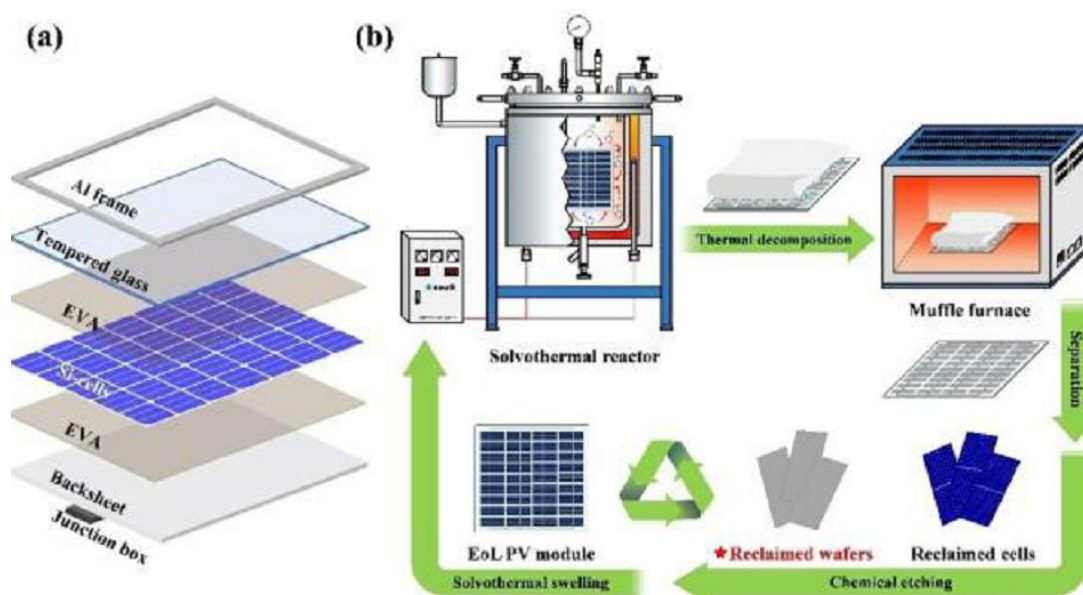 (a)
Al frame
Tempered glass
EVA
Si-cells
EVA
Backsheet
Junction box
(b)
Solvothermal reactor
Thermal decomposition
Muffle furnace
Separation
EoL PV module
★Reclaimed wafers
Reclaimed cells
Solvothermal swelling
Chemical etching